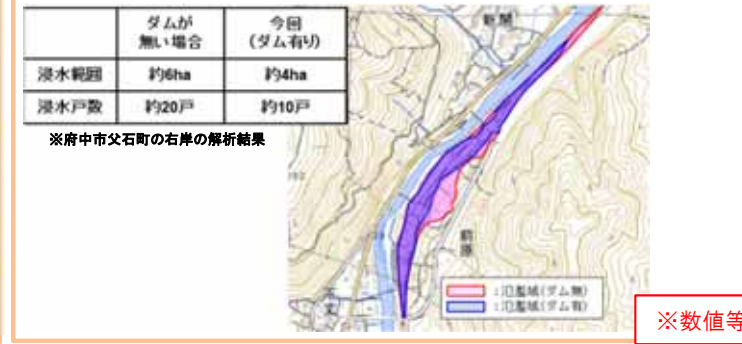 ダムが
無い場合
今回
(ダム有り)
浸水範囲
約6ha
約4ha
浸水戸数
約20戸
約10戸
※府中市父石町の右岸の解析結果
前原
:氾濫域(ダム無)
:氾濫域(ダム有)
※数値等